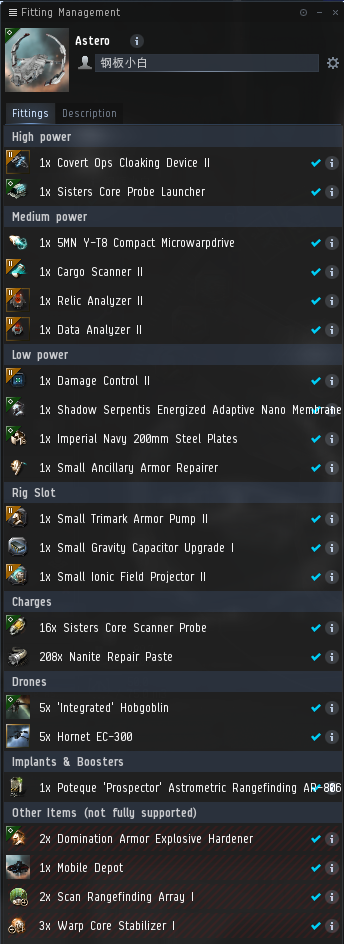 Fitting Management
Astero
钢板小白
Fittings Description
High power
1x Covert Ops Cloaking Device II
1x Sisters Core Probe Launcher
Medium power
1x 5MN Y-T8 Compact Microwarpdrive
1x Cargo Scanner II
1x Relic Analyzer II
1x Data Analyzer II
Low power
1x Damage Control II
1x Shadow Serpentis Energized Adaptive Nano Membrane
1x Imperial Navy 200mm Steel Plates
1x Small Ancillary Armor Repairer
Rig Slot
1x Small Trimark Armor Pump II
1x Small Gravity Capacitor Upgrade I
1x Small Ionic Field Projector II
Charges
16x Sisters Core Scanner Probe
208x Nanite Repair Paste
Drones
5x 'Integrated' Hobgoblin
5x Hornet EC-300
Implants & Boosters
1x Poteque 'Prospector' Astrometric Rangefinding AR-806
Other Items (not fully supported)
2x Domination Armor Explosive Hardener
1x Mobile Depot
2x Scan Rangefinding Array I
3x Warp Core Stabilizer I